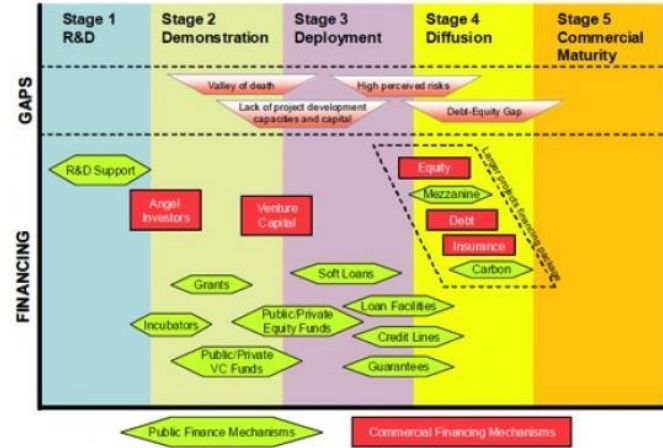 Stage 1
R&D
Stage 2
Demonstration
Stage 3
Deployment
Stage 4
Diffusion
Stage 5
Commercial
Maturity
GAPS
Valley of death
High perceived risks
Lack of project development
capacities and capital
Debt-Equity Gap
FINANCING
R&D Support
Angel
Investors
Venture
Capital
Equity
Mezzanine
Debt
Insurance
Carbon
Larger projects financing package
Grants
Soft Loans
Incubators
Public/Private
Equity Funds
Loan Facilities
Credit Lines
Public/Private
VC Funds
Guarantees
Public Finance Mechanisms
Commercial Financing Mechanisms